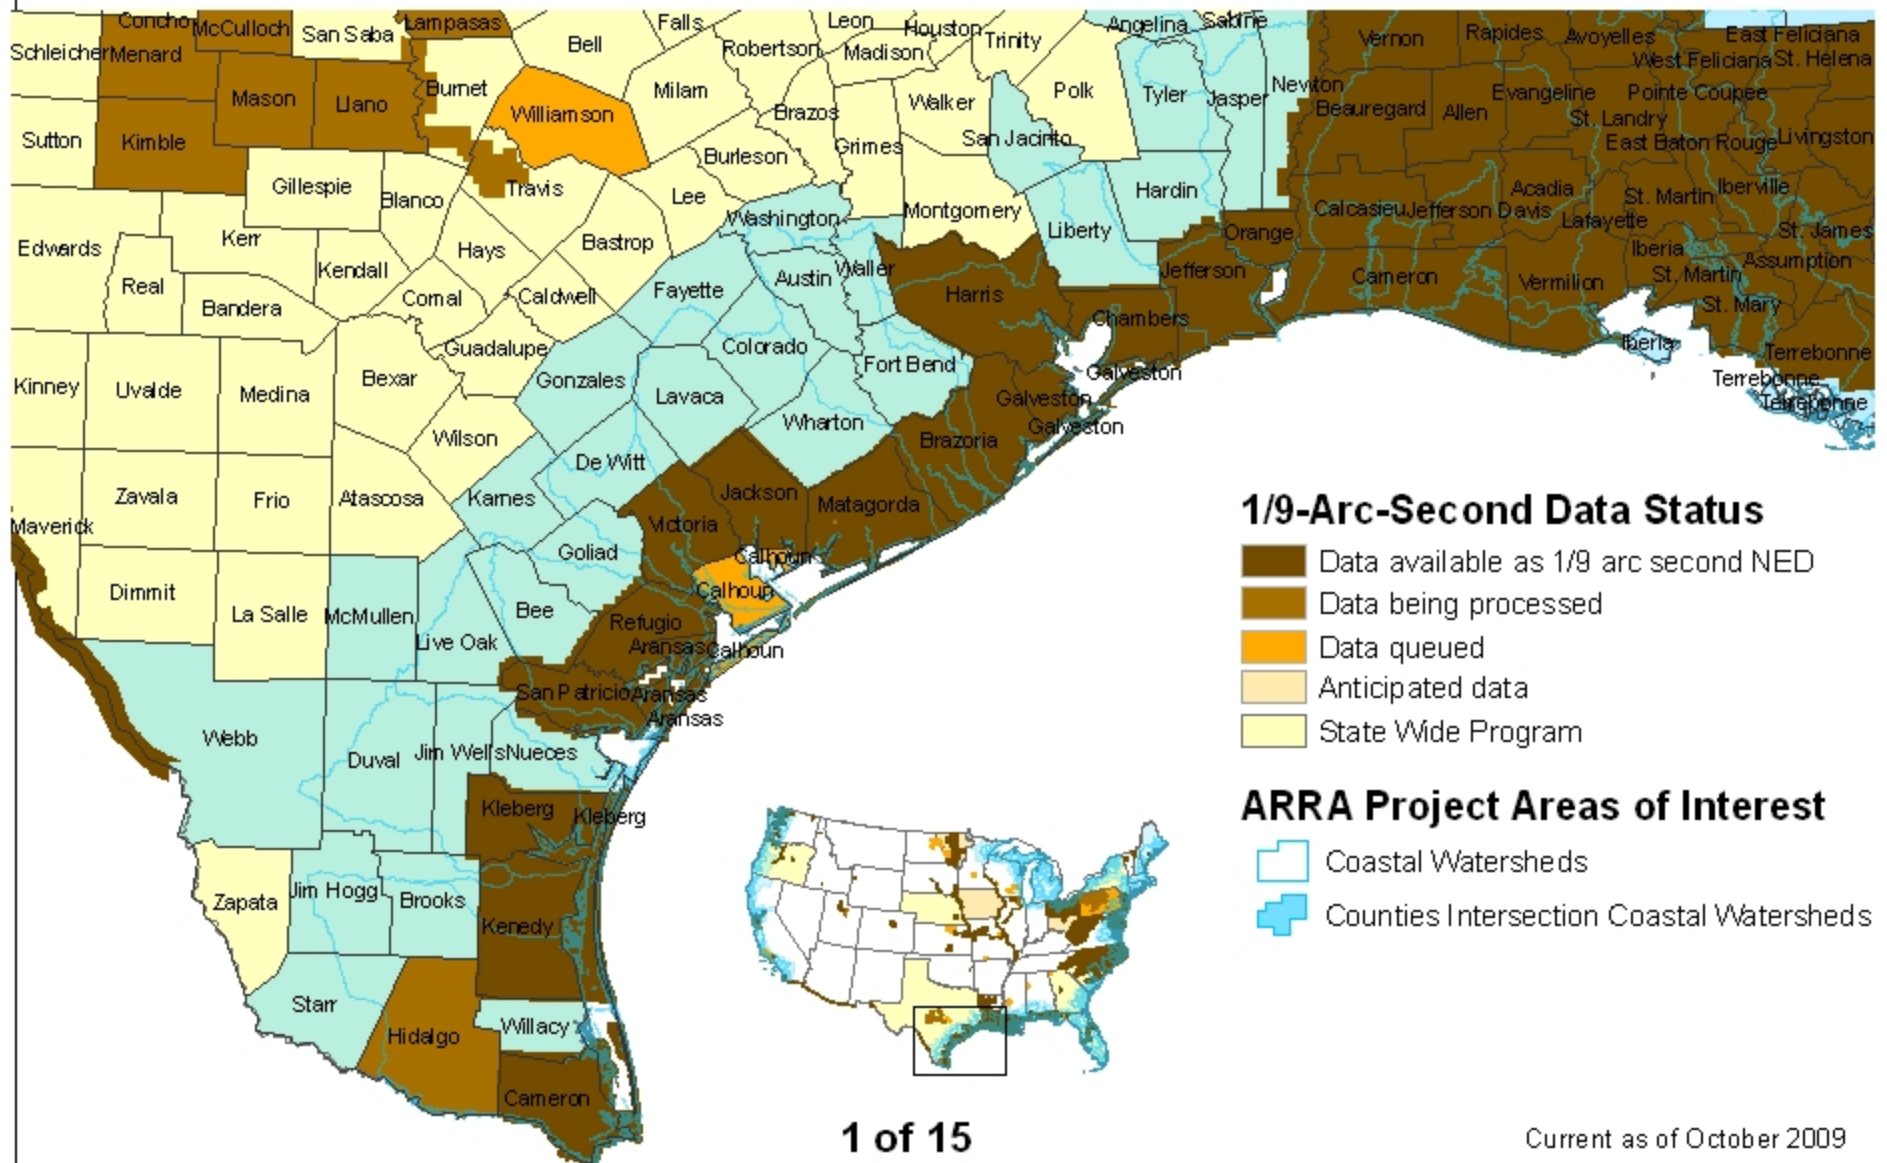 Concho
McCulloch
San Saba
Lampasas
Bell
Falls
Robertson
Leon
Houston
Madison
Trinity
Angelina
Sabine
Vernon
Rapides
Avoyelles
East Feliciana
Schleicher
Menard
West Feliciana
St. Helena
Mason
Llano
Burnet
Williamson
Milam
Brazos
Walker
Polk
Tyler
Jasper
Newton
Beauregard
Allen
Evangeline
Pointe Coupee
St. Landry
Sutton
Kimble
Burleson
Grimes
San Jacinto
East Baton Rouge
Livingston
Gillespie
Blanco
Travis
Lee
Washington
Montgomery
Hardin
Liberty
Orange
Calcasieu
Jefferson Davis
Acadia
Lafayette
St. Martin
Iberville
St. James
Edwards
Kerr
Hays
Bastrop
Real
Kendall
Bandera
Comal
Caldwell
Fayette
Austin
Waller
Harris
Jefferson
Chambers
Cameron
Vermilion
Iberia
St. Martin
Assumption
St. Mary
Guadalupe
Colorado
Fort Bend
Galveston
Iberia
Terrebonne
Terrebonne
Terrebonne
Kinney
Uvalde
Medina
Bexar
Gonzales
Lavaca
Wharton
Galveston
Galveston
Brazoria
Wilson
De Witt
Zavala
Frio
Atascosa
Karnes
Jackson
Matagorda
Victoria
Maverick
Goliad
Calhoun
Calhoun
Dimmit
La Salle
McMullen
Live Oak
Bee
Refugio
Aransas
Calhoun
San Patricio
Aransas
Aransas
Webb
Duval
Jim Wells
Nueces
Kleberg
Kleberg
Zapata
Jim Hogg
Brooks
Kenedy
Starr
Hidalgo
Willacy
Cameron
1/9-Arc-Second Data Status
Data available as 1/9 arc second NED
Data being processed
Data queued
Anticipated data
State Wide Program
ARRA Project Areas of Interest
Coastal Watersheds
Counties Intersection Coastal Watersheds
1 of 15
Current as of October 2009